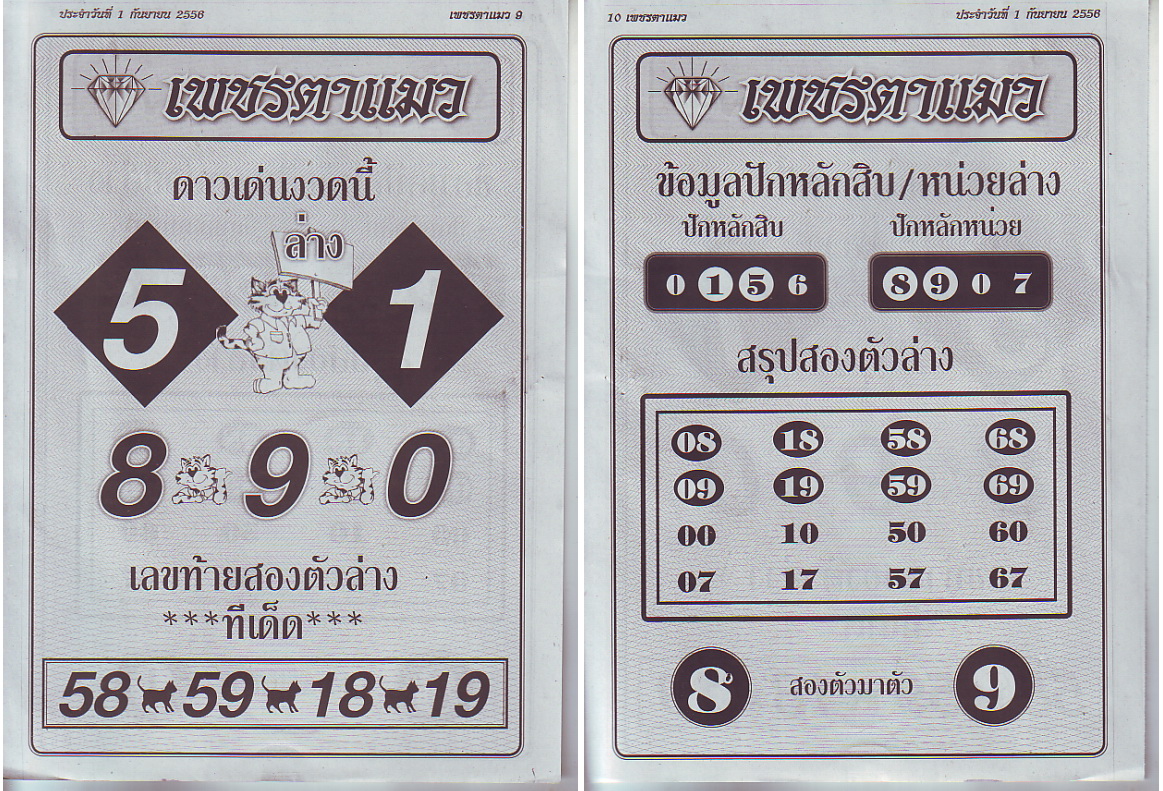 ประจำวันที่ 1 กันยายน 2556 เพชรตาแมว 9
เพชรตาแมว
ดาวเด่นงวดนี้
ล่าง
5 1
8 9 0
เลขท้ายสองตัวล่าง
***ทีเด็ด***
58 59 18 19
10 เพชรตาแมว ประจำวันที่ 1 กันยายน 2556
เพชรตาแมว
ข้อมูลปักหลักสิบ/หน่วยล่าง
ปักหลักสิบ ปักหลักหน่วย
0 1 5 6 8 9 0 7
สรุปสองตัวล่าง
08 18 58 68
09 19 59 69
00 10 50 60
07 17 57 67
8 สองตัวมาตัว 9